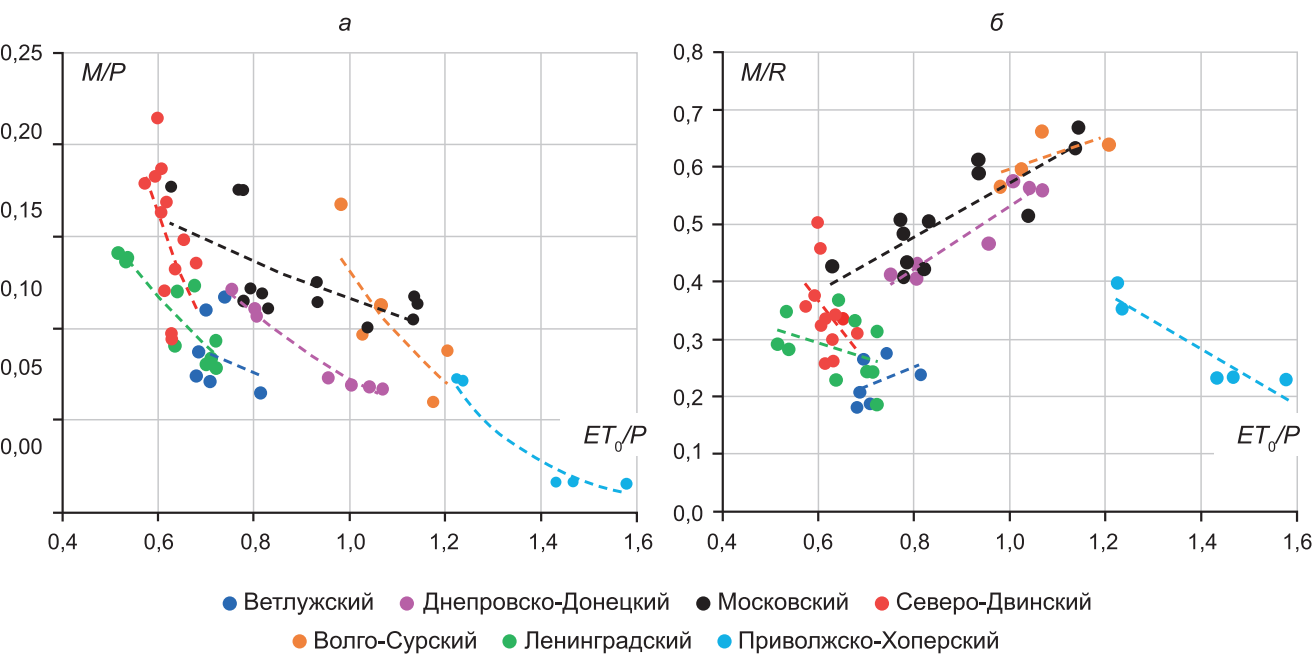 а
б
0,25
0,20
0,15
0,10
0,05
0,00
M/P
ET₀/P
0,4 0,6 0,8 1,0 1,2 1,4 1,6
0,8
0,7
0,6
0,5
0,4
0,3
0,2
0,1
0,0
M/R
ET₀/P
0,4 0,6 0,8 1,0 1,2 1,4 1,6
Ветлужский Днепровско-Донецкий Московский Северо-Двинский
Волго-Сурский Ленинградский Приволжско-Хоперский